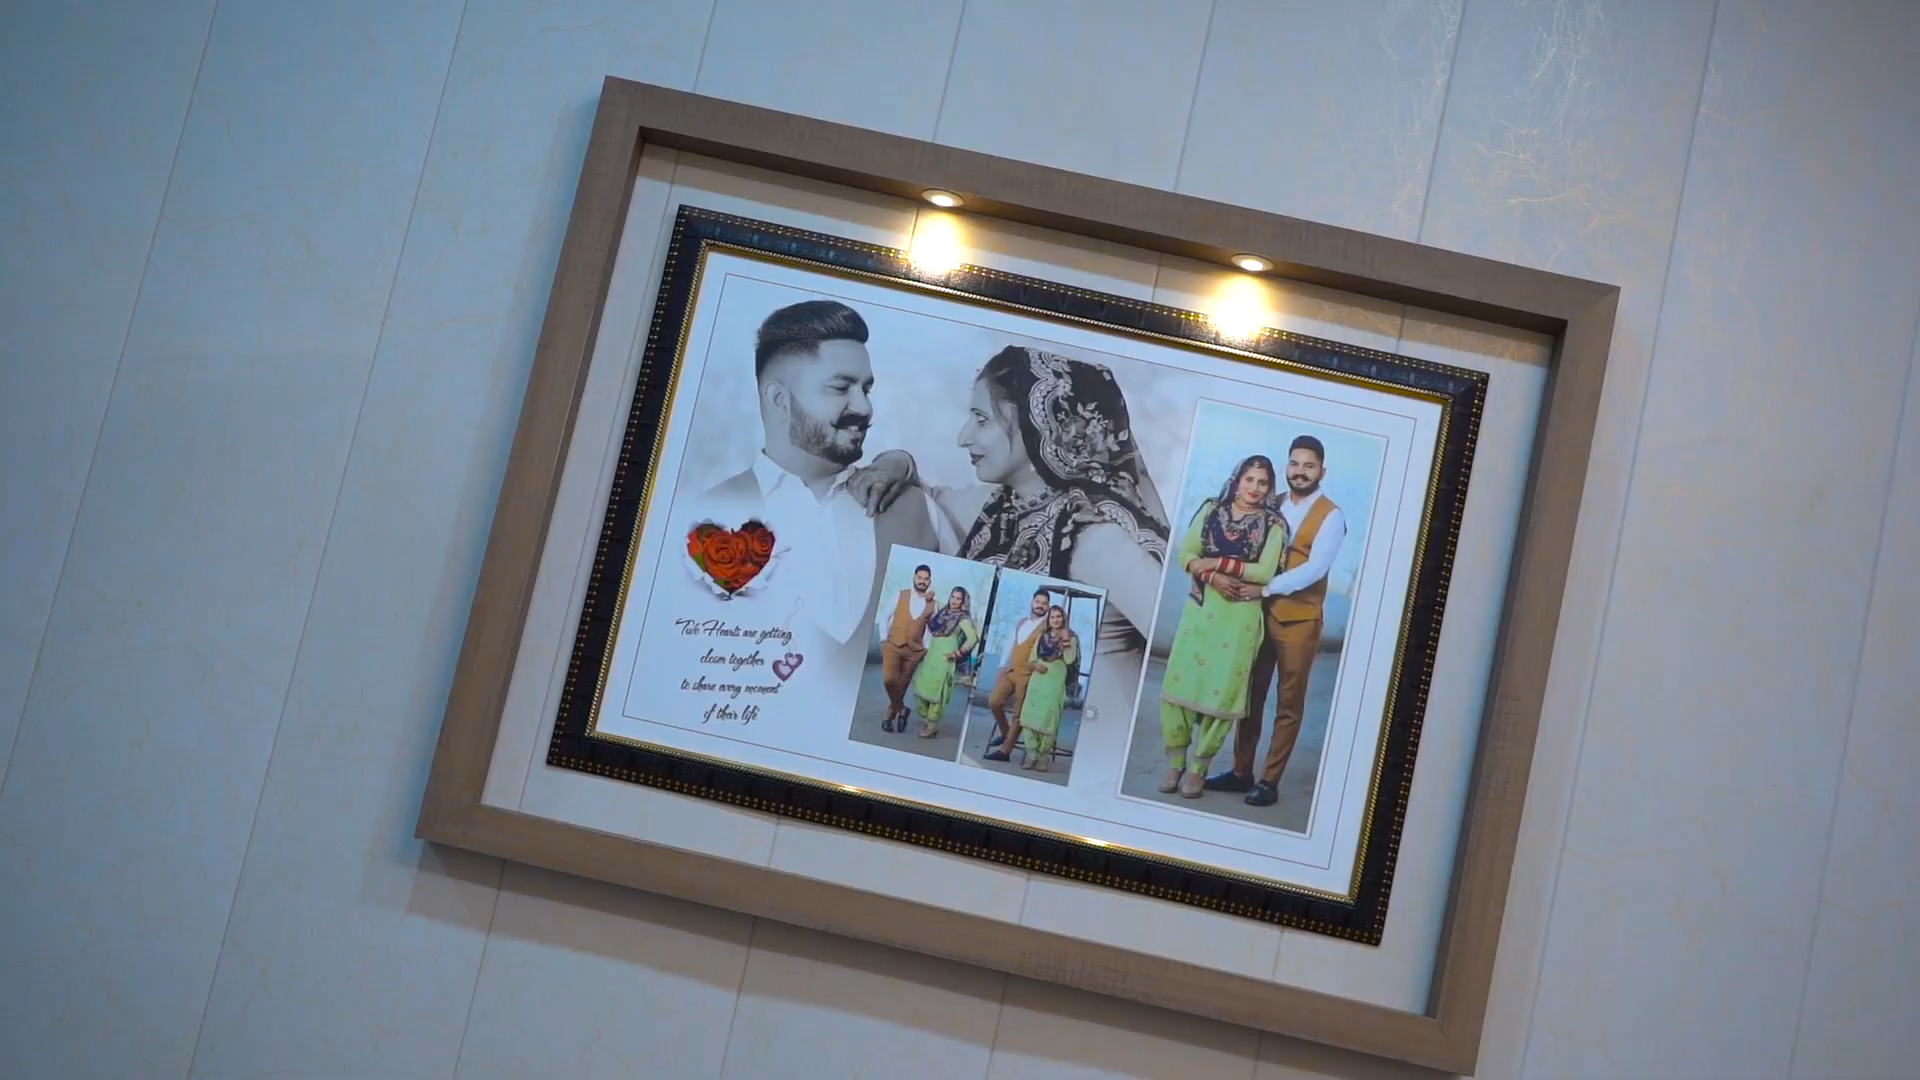 Two Hearts are getting
closer together
to share every moment
of their life